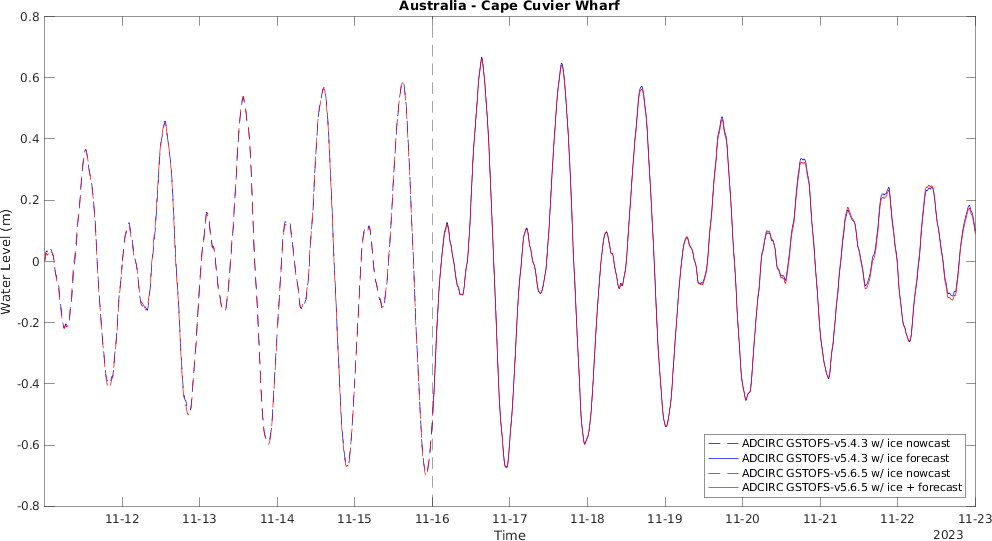 Australia - Cape Cuvier Wharf
0.8
0.6
0.4
0.2
0
-0.2
-0.4
-0.6
-0.8
Water Level (m)
ADCIRC GSTOFS-v5.4.3 w/ ice nowcast
ADCIRC GSTOFS-v5.4.3 w/ ice forecast
ADCIRC GSTOFS-v5.6.5 w/ ice nowcast
ADCIRC GSTOFS-v5.6.5 w/ ice + forecast
11-12 11-13 11-14 11-15 11-16 11-17 11-18 11-19 11-20 11-21 11-22 11-23
Time
2023